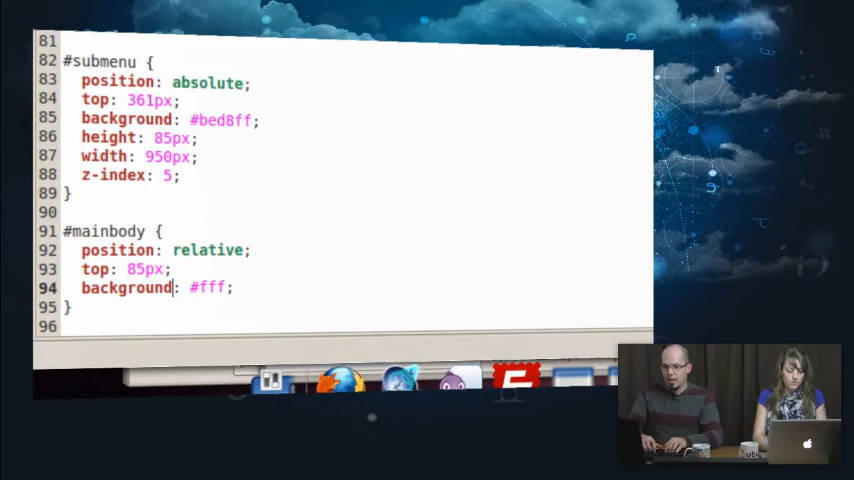 81
82 #submenu {
83 position: absolute;
84 top: 361px;
85 background: #bed8ff;
86 height: 85px;
87 width: 950px;
88 z-index: 5;
89 }
90
91 #mainbody {
92 position: relative;
93 top: 85px;
94 background: #fff;
95 }
96